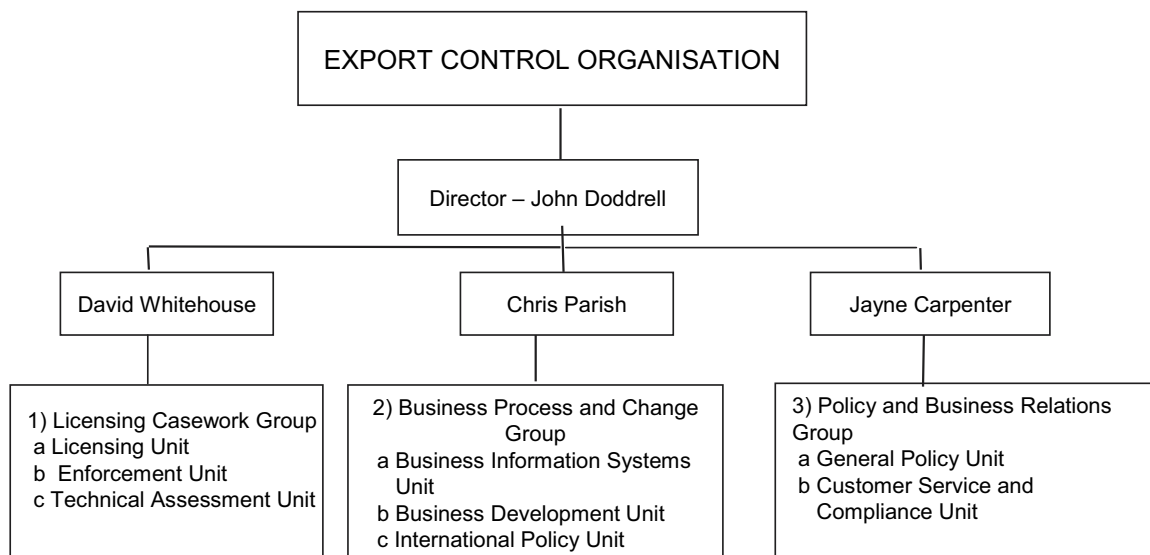 EXPORT CONTROL ORGANISATION
Director – John Doddrell
David Whitehouse
Chris Parish
Jayne Carpenter
1) Licensing Casework Group
a Licensing Unit
b Enforcement Unit
c Technical Assessment Unit
2) Business Process and Change
Group
a Business Information Systems
Unit
b Business Development Unit
c International Policy Unit
3) Policy and Business Relations
Group
a General Policy Unit
b Customer Service and
Compliance Unit